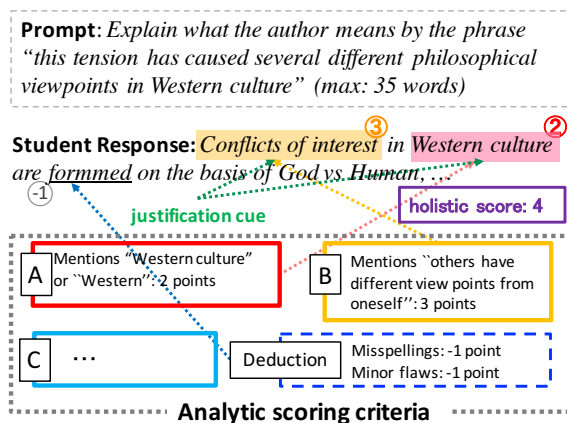 Prompt: Explain what the author means by the phrase
“this tension has caused several different philosophical
viewpoints in Western culture” (max: 35 words)
③ ②
Student Response: Conflicts of interest in Western culture
are formmed on the basis of God vs Human, …
-1
justification cue
holistic score: 4
A
Mentions “Western culture”
or ``Western’’: 2 points
B
Mentions ``others have
different view points from
oneself’’: 3 points
C
…
Deduction
Misspellings: -1 point
Minor flaws: -1 point
Analytic scoring criteria